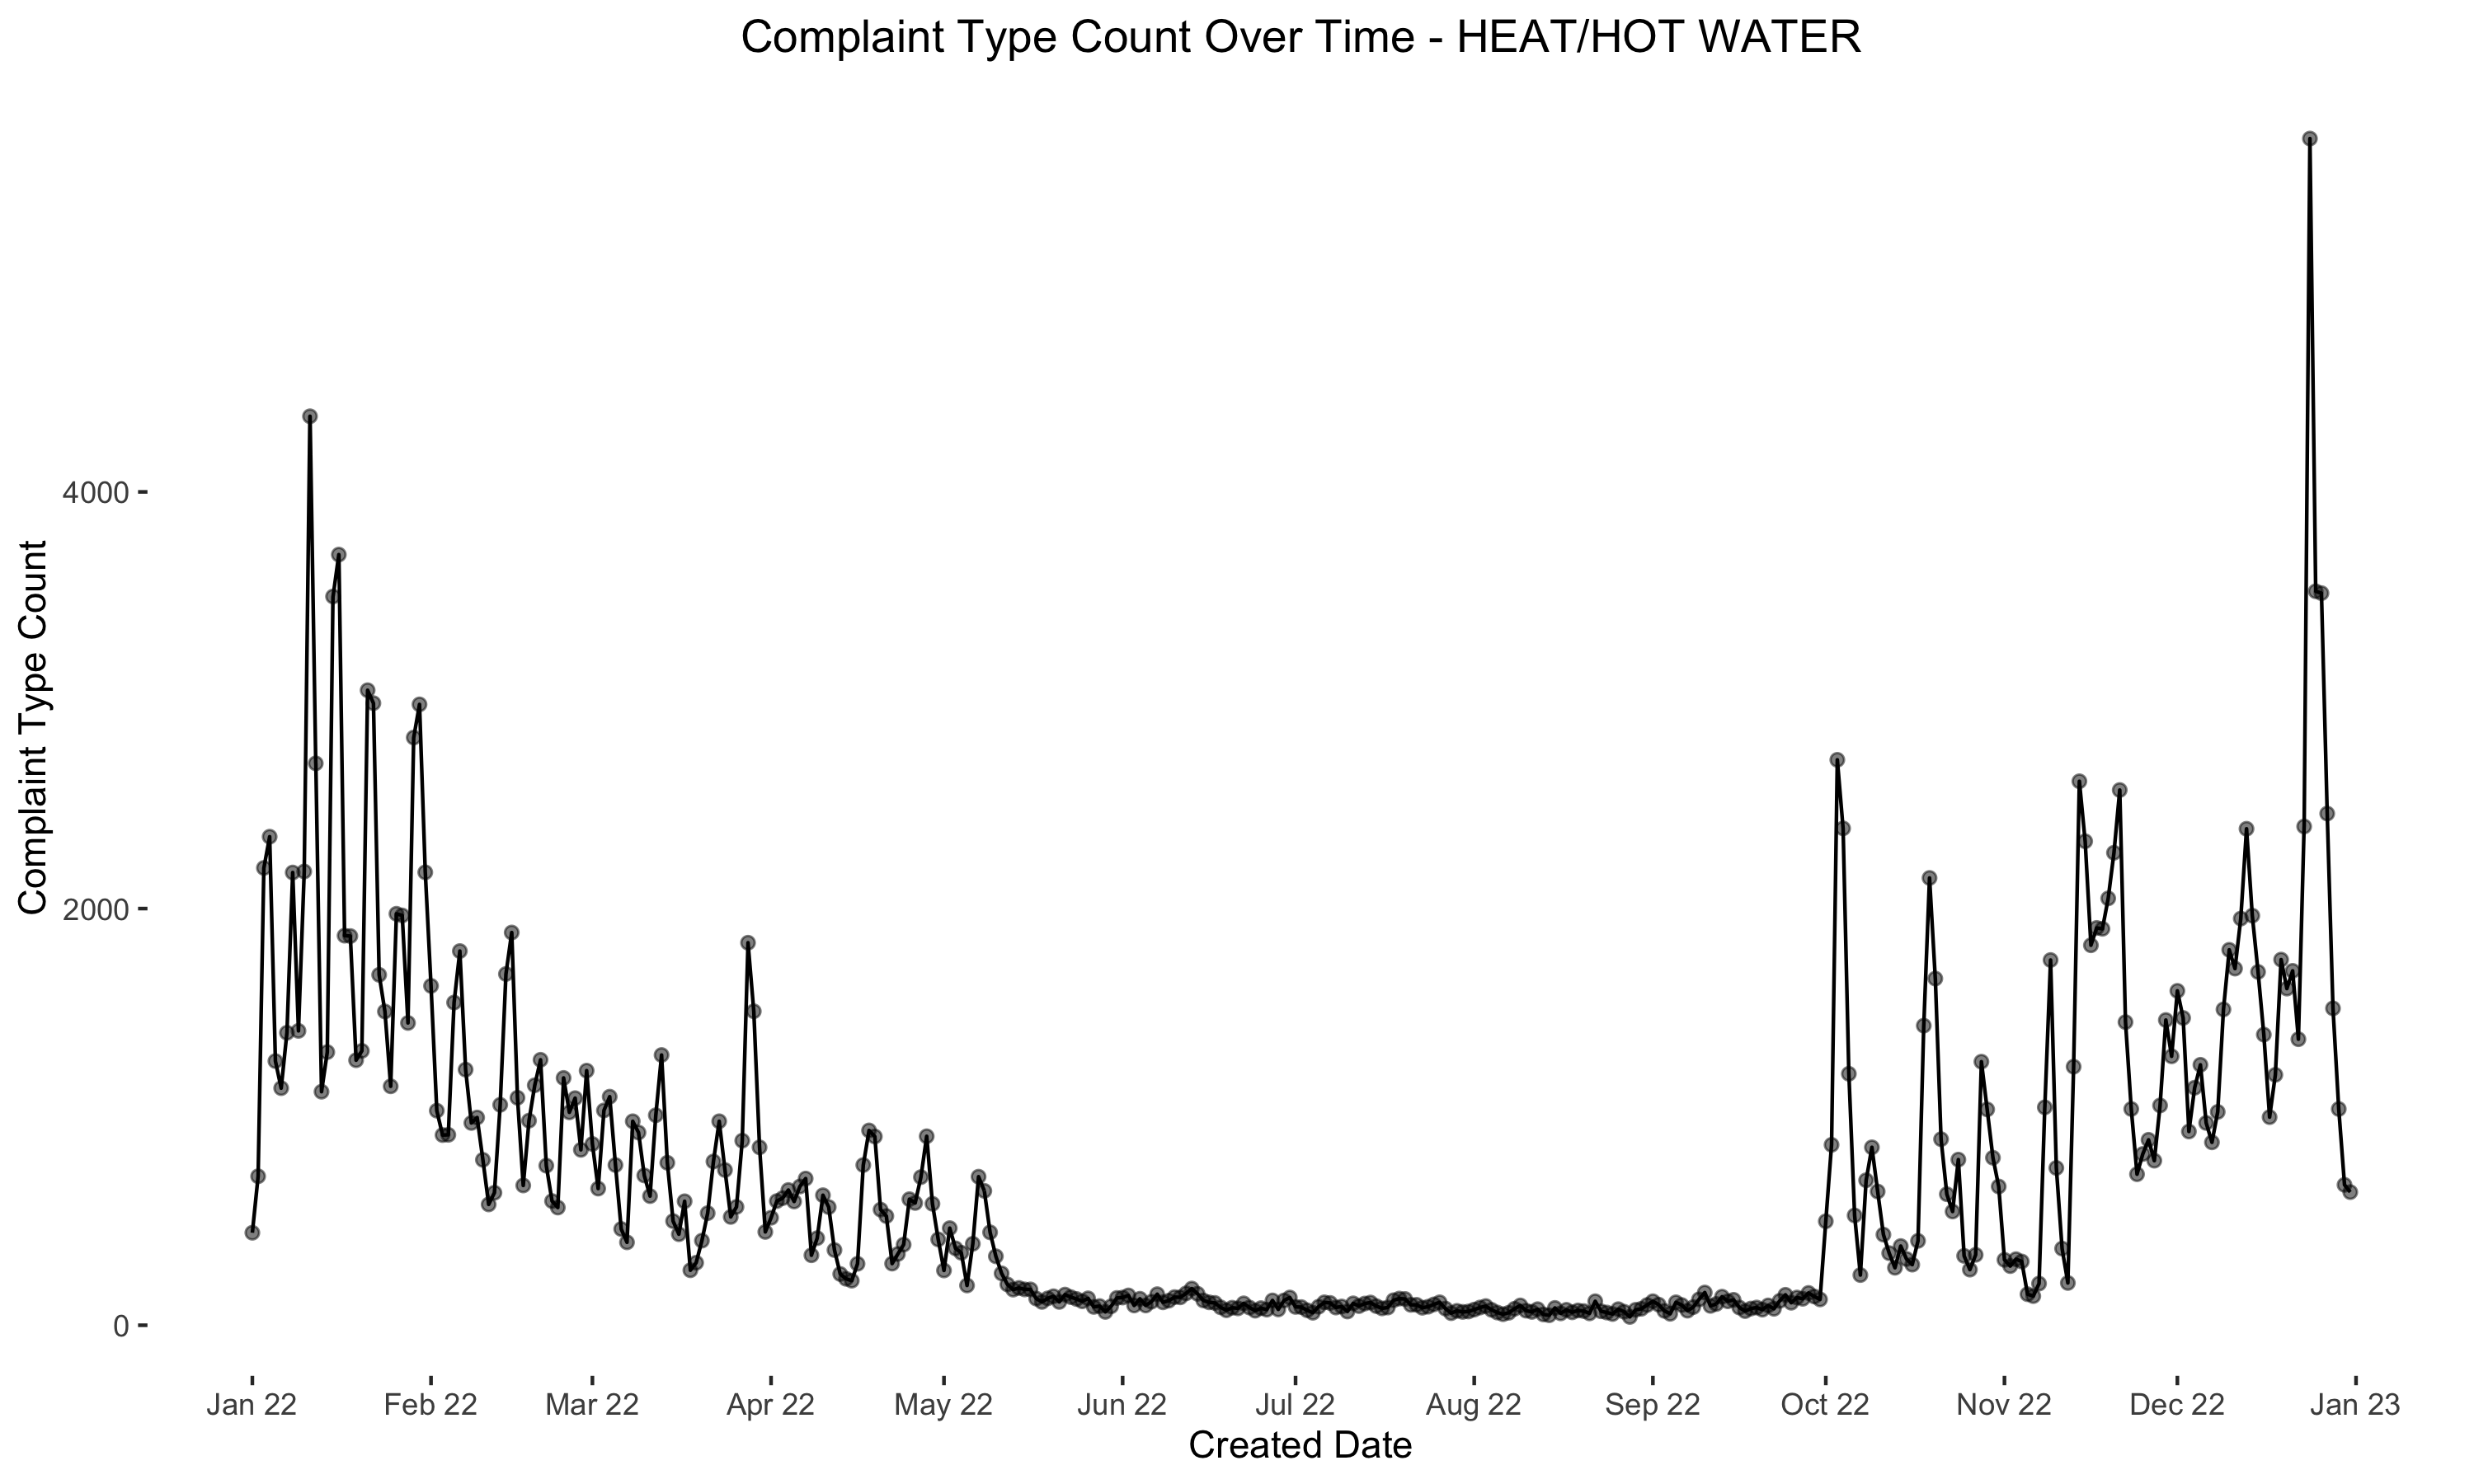 Complaint Type Count Over Time - HEAT/HOT WATER
Complaint Type Count
4000
2000
0
Jan 22 Feb 22 Mar 22 Apr 22 May 22 Jun 22 Jul 22 Aug 22 Sep 22 Oct 22 Nov 22 Dec 22 Jan 23
Created Date